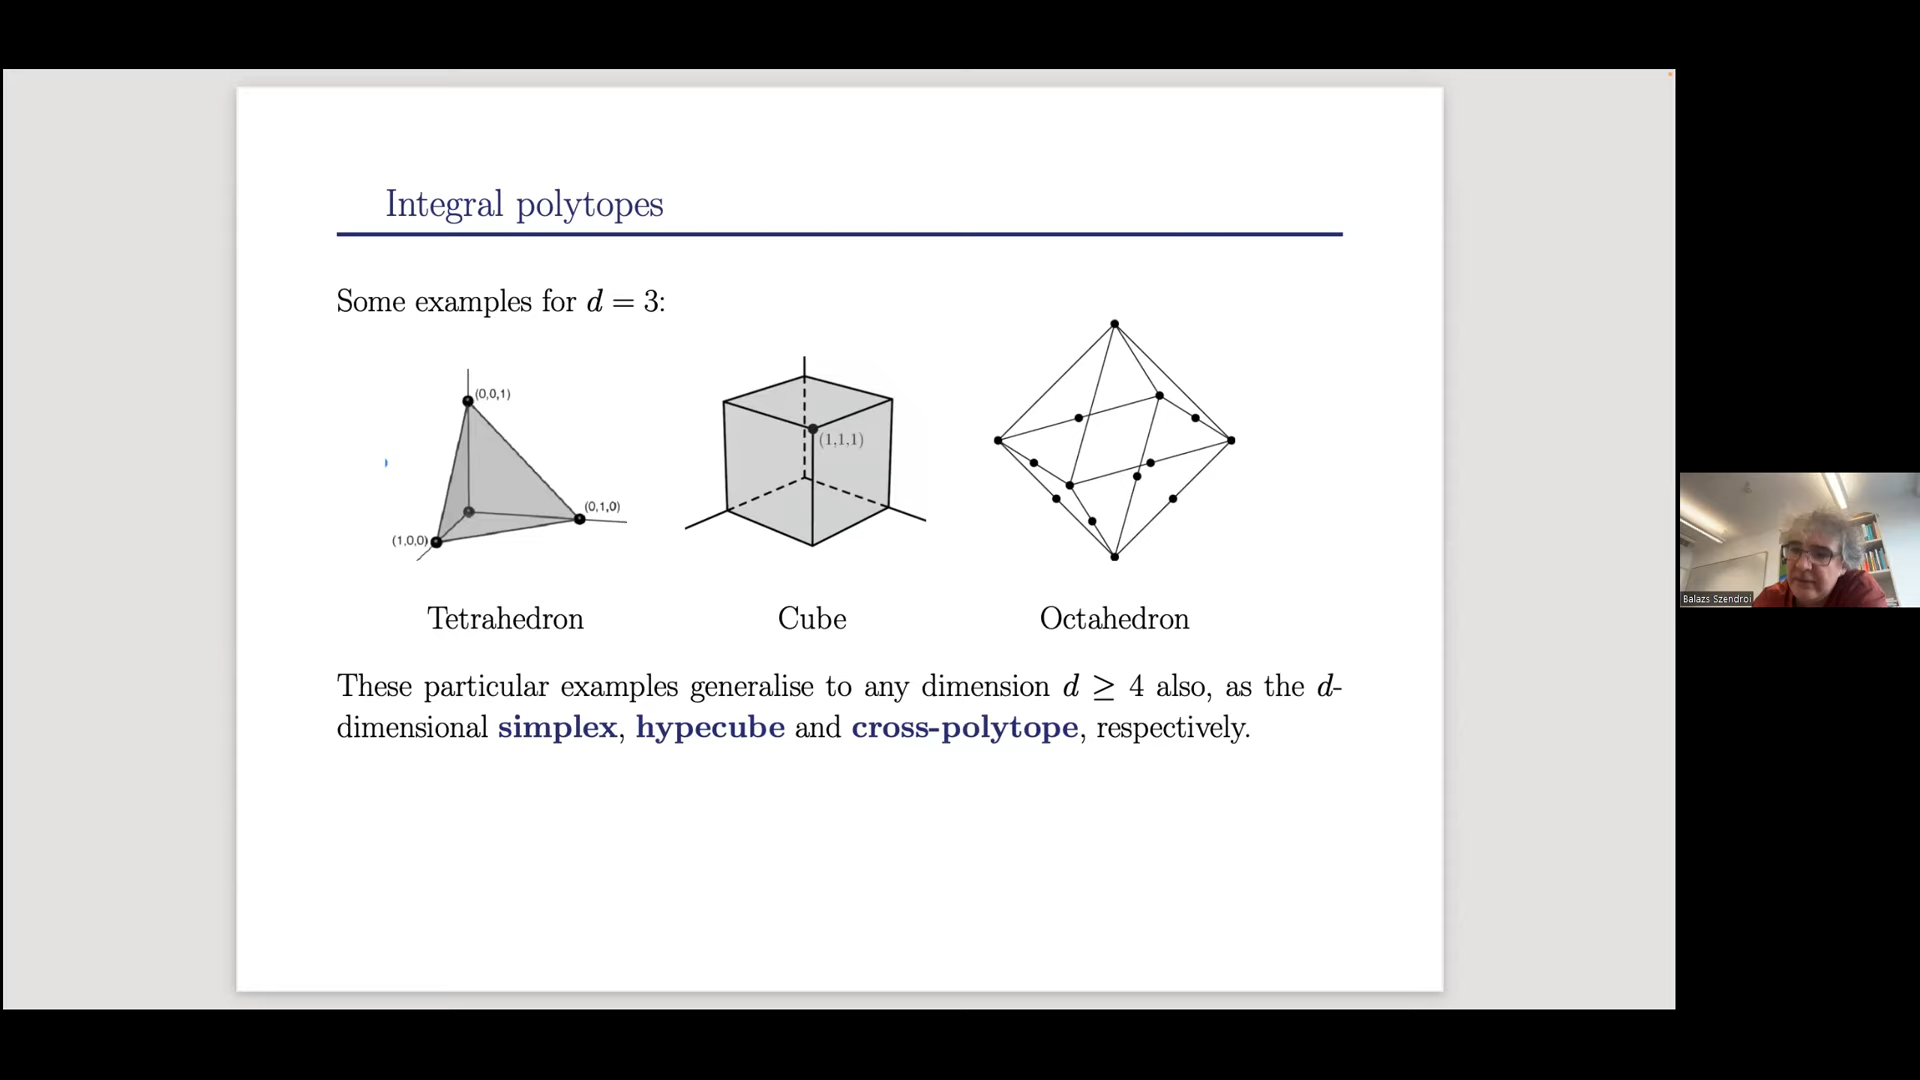 Integral polytopes
Some examples for d = 3:
(0,0,1)
(0,1,0)
(1,0,0)
(1,1,1)
Tetrahedron
Cube
Octahedron
These particular examples generalise to any dimension d ≥ 4 also, as the d-
dimensional simplex, hypecube and cross-polytope, respectively.
Balazs Szendroi